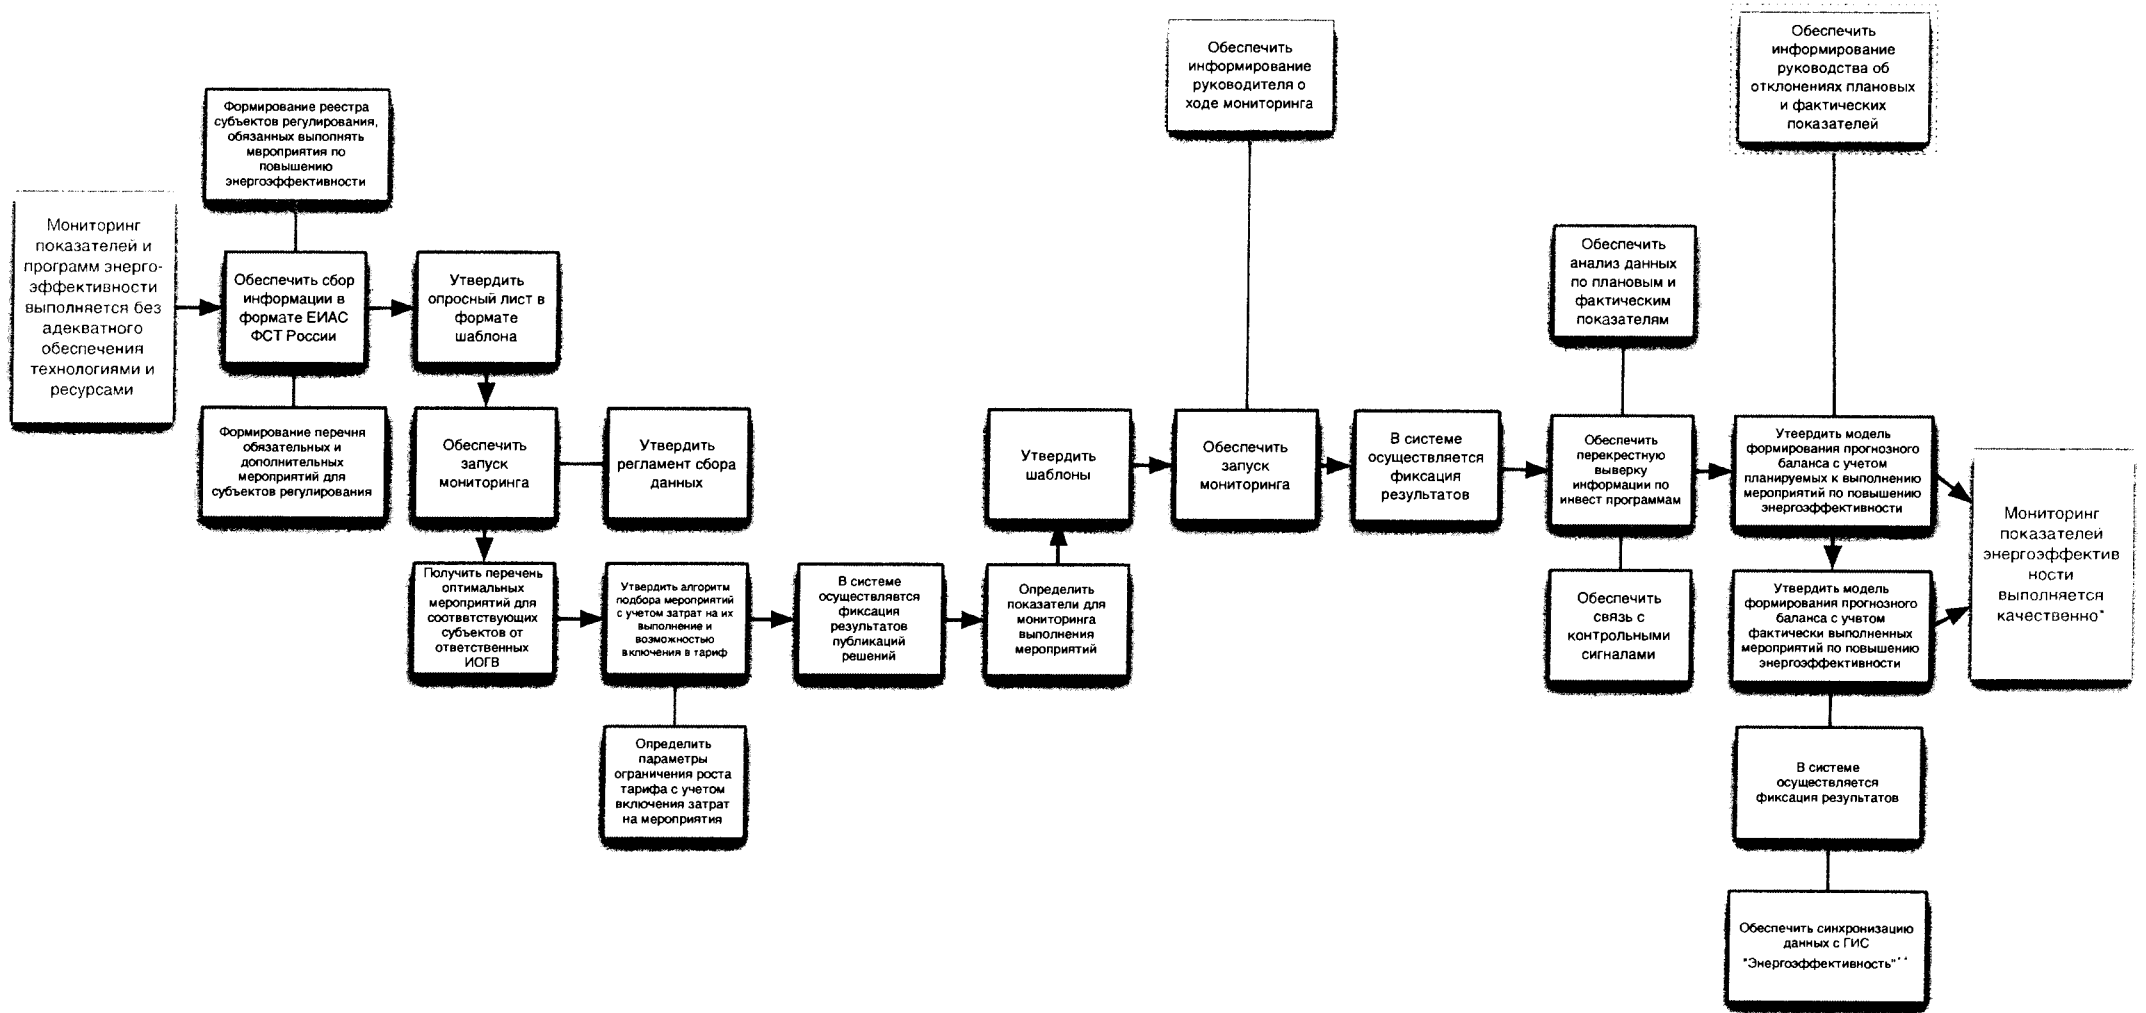 Мониторинг
показателей и
программ энерго-
эффективности
выполняется без
адекватного
обеспечения
технологиями и
ресурсами
Формирование реестра
субъектов регулирования,
обязанных выполнять
мвроприятия по
повышению
энергоэффективности
Обеспечить сбор
информации в
формате ЕИАС
ФСТ России
Формирование перечня
обязательных и
дополнительных
мероприятий для
субъектов регулирования
Утвердить
опросный лист в
формате
шаблона
Обеспечить
запуск
мониторинга
Утвердить
регламент сбора
данных
Получить перечень
оптимальных
мероприятий для
соответствующих
субъектов от
ответственных
ИОГВ
Утвердить алгоритм
подбора мероприятий
с учетом затрат на их
выполнение и
возможностью
включения в тариф
Определить
параметры
ограничения роста
тарифа с учетом
включения затрат
на мероприятия
В системе
осуществляется
фиксация
результатов
публикаций
решений
Определить
показатели для
мониторинга
выполнения
мероприятий
Утвердить
шаблоны
Обеспечить
информирование
руководителя о
ходе мониторинга
Обеспечить
запуск
мониторинга
В системе
осуществляется
фиксация
результатов
Обеспечить
анализ данных
по плановым и
фактическим
показателям
Обеспечить
перекрестную
выверку
информации по
инвест программам
Обеспечить
связь с
контрольными
сигналами
Обеспечить
информирование
руководства об
отклонениях плановых
и фактических
показателей
Утвердить модель
формирования прогнозного
баланса с учетом
планируемых к выполнению
мероприятий по повышению
энергоэффективности
Утвердить модель
формирования прогнозного
баланса с учвтом
фактически выполненных
мероприятий по повышению
энергоэффективности
В системе
осуществляется
фиксация результатов
Обеспечить синхронизацию
данных с ГИС
"Энергоэффективность"**
Мониторинг
показателей
энергоэффектив
ности
выполняется
качественно*